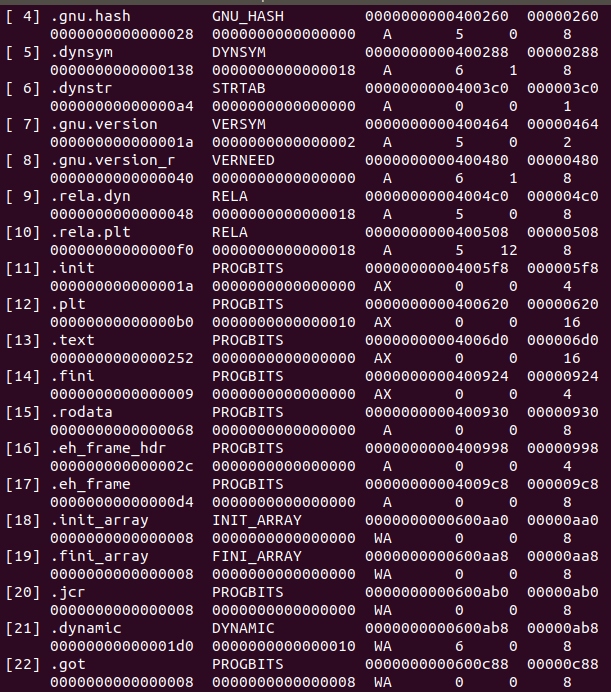 [ 4] .gnu.hash GNU_HASH 0000000000400260 00000260
0000000000000028 0000000000000000 A 5 0 8
[ 5] .dynsym DYNSYM 0000000000400288 00000288
0000000000000138 0000000000000018 A 6 1 8
[ 6] .dynstr STRTAB 00000000004003c0 000003c0
00000000000000a4 0000000000000000 A 0 0 1
[ 7] .gnu.version VERSYM 0000000000400464 00000464
000000000000001a 0000000000000002 A 5 0 2
[ 8] .gnu.version_r VERNEED 0000000000400480 00000480
0000000000000040 0000000000000000 A 6 1 8
[ 9] .rela.dyn RELA 00000000004004c0 000004c0
0000000000000048 0000000000000018 A 5 0 8
[10] .rela.plt RELA 0000000000400508 00000508
00000000000000f0 0000000000000018 A 5 12 8
[11] .init PROGBITS 00000000004005f8 000005f8
000000000000001a 0000000000000000 AX 0 0 4
[12] .plt PROGBITS 0000000000400620 00000620
00000000000000b0 0000000000000010 AX 0 0 16
[13] .text PROGBITS 00000000004006d0 000006d0
0000000000000252 0000000000000000 AX 0 0 16
[14] .fini PROGBITS 0000000000400924 00000924
0000000000000009 0000000000000000 AX 0 0 4
[15] .rodata PROGBITS 0000000000400930 00000930
0000000000000068 0000000000000000 A 0 0 8
[16] .eh_frame_hdr PROGBITS 0000000000400998 00000998
000000000000002c 0000000000000000 A 0 0 4
[17] .eh_frame PROGBITS 00000000004009c8 000009c8
00000000000000d4 0000000000000000 A 0 0 8
[18] .init_array INIT_ARRAY 0000000000600aa0 00000aa0
0000000000000008 0000000000000000 WA 0 0 8
[19] .fini_array FINI_ARRAY 0000000000600aa8 00000aa8
0000000000000008 0000000000000000 WA 0 0 8
[20] .jcr PROGBITS 0000000000600ab0 00000ab0
0000000000000008 0000000000000000 WA 0 0 8
[21] .dynamic DYNAMIC 0000000000600ab8 00000ab8
00000000000001d0 0000000000000010 WA 6 0 8
[22] .got PROGBITS 0000000000600c88 00000c88
0000000000000008 0000000000000008 WA 0 0 8